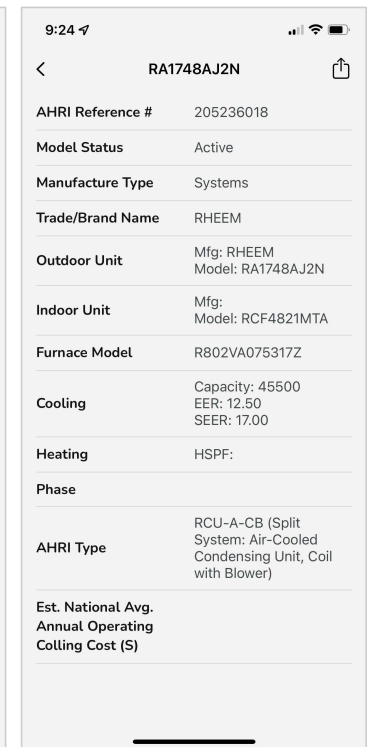 9:24
RA1748AJ2N
AHRI Reference # 205236018
Model Status Active
Manufacture Type Systems
Trade/Brand Name RHEEM
Outdoor Unit
Mfg: RHEEM
Model: RA1748AJ2N
Indoor Unit
Mfg:
Model: RCF4821MTA
Furnace Model R802VA075317Z
Cooling
Capacity: 45500
EER: 12.50
SEER: 17.00
Heating HSPF:
Phase
AHRI Type
RCU-A-CB (Split
System: Air-Cooled
Condensing Unit, Coil
with Blower)
Est. National Avg.
Annual Operating
Colling Cost (S)